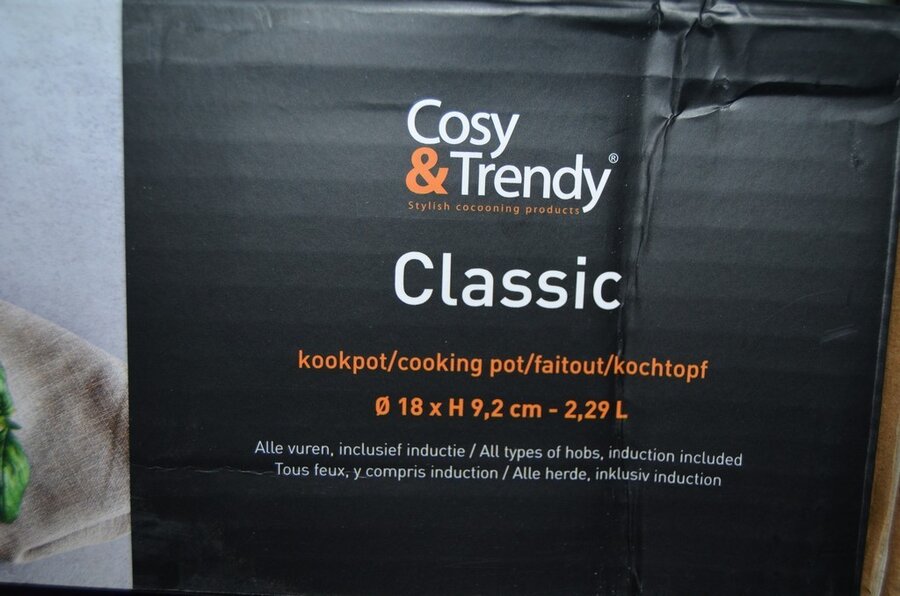 Cosy
& Trendy®
Stylish cocooning products
Classic
kookpot/cooking pot/faitout/kochtopf
Ø 18 x H 9,2 cm - 2,29 L
Alle vuren, inclusief inductie / All types of hobs, induction included
Tous feux, y compris induction / Alle herde, inklusiv induction